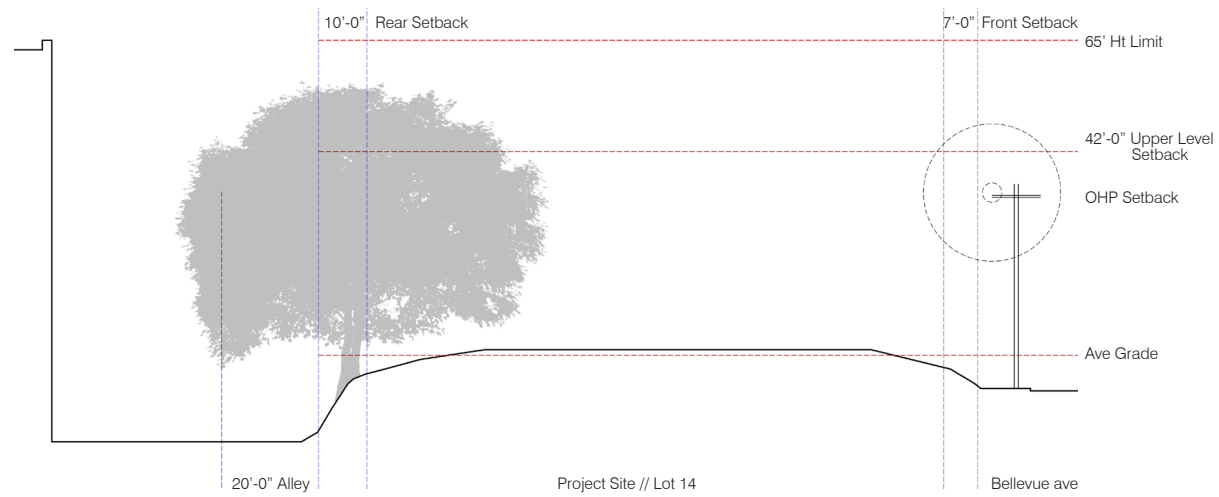 10’-0” Rear Setback
7’-0” Front Setback
65’ Ht Limit
42’-0” Upper Level
Setback
OHP Setback
Ave Grade
20’-0” Alley
Project Site // Lot 14
Bellevue ave